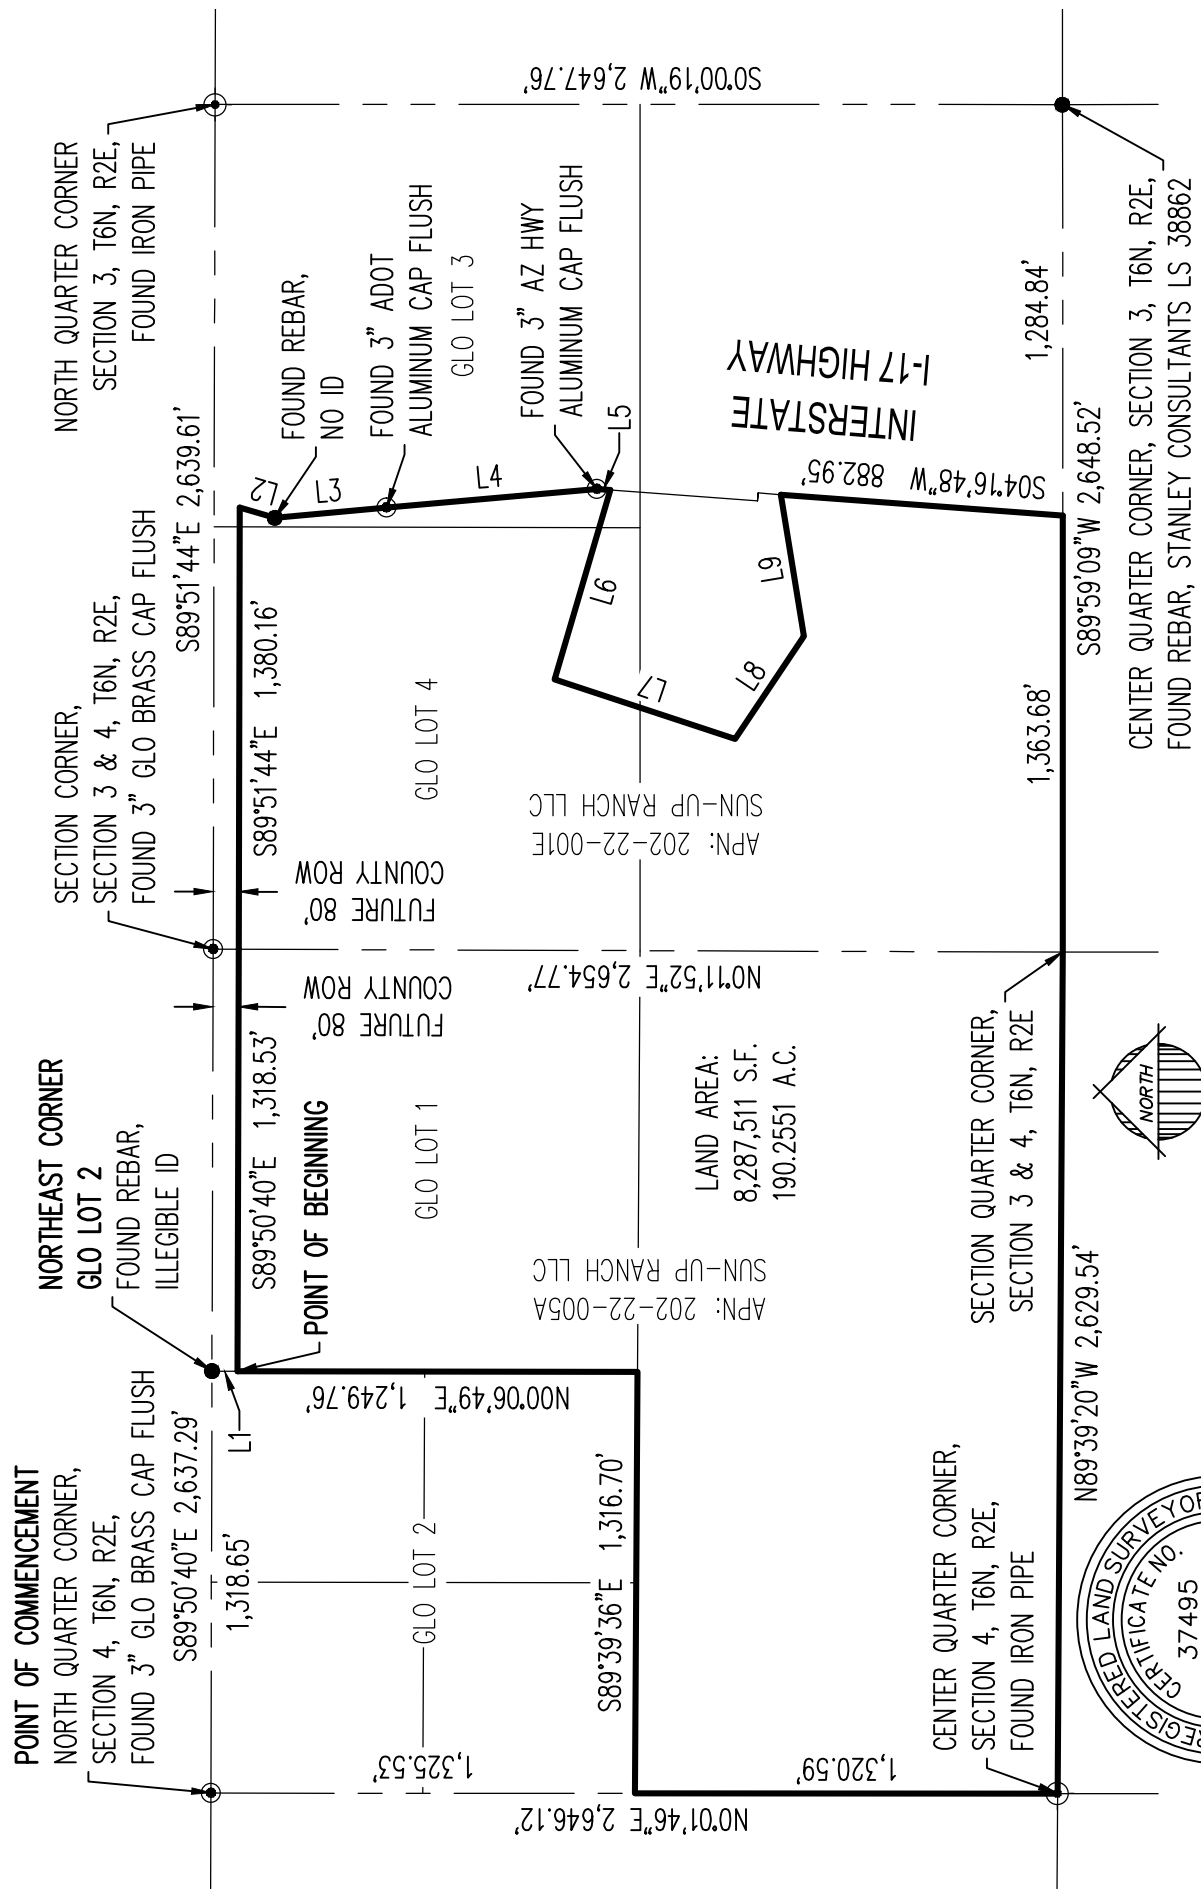 POINT OF COMMENCEMENT
NORTH QUARTER CORNER,
SECTION 4, T6N, R2E,
FOUND 3" GLO BRASS CAP FLUSH
S89°50'40"E 2,637.29'
1,318.65'
L1
NORTHEAST CORNER
GLO LOT 2
FOUND REBAR,
ILLEGIBLE ID
S89°50'40"E 1,318.53'
POINT OF BEGINNING
FUTURE 80'
COUNTY ROW
FUTURE 80'
COUNTY ROW
SECTION CORNER,
SECTION 3 & 4, T6N, R2E,
FOUND 3" GLO BRASS CAP FLUSH
S89°51'44"E 2,639.61'
S89°51'44"E 1,380.16'
NORTH QUARTER CORNER
SECTION 3, T6N, R2E,
FOUND IRON PIPE
L2
FOUND REBAR,
NO ID
L3
FOUND 3" ADOT
ALUMINUM CAP FLUSH
GLO LOT 3
L4
FOUND 3" AZ HWY
ALUMINUM CAP FLUSH
L5
S0°00'19"W 2,647.76'
GLO LOT 1
GLO LOT 4
GLO LOT 2
1,325.53'
N00°06'49"E 1,249.76'
N0°01'46"E 2,646.12'
S89°39'36"E 1,316.70'
1,320.59'
APN: 202-22-005A
SUN-UP RANCH LLC
N0°11'52"E 2,654.77'
APN: 202-22-001E
SUN-UP RANCH LLC
L6
L7
L8
L9
INTERSTATE
I-17 HIGHWAY
S04°16'48"W 882.95'
LAND AREA:
8,287,511 S.F.
190.2551 A.C.
CENTER QUARTER CORNER,
SECTION 4, T6N, R2E,
FOUND IRON PIPE
SECTION QUARTER CORNER,
SECTION 3 & 4, T6N, R2E
1,363.68'
1,284.84'
N89°39'20"W 2,629.54'
S89°59'09"W 2,648.52'
CENTER QUARTER CORNER, SECTION 3, T6N, R2E,
FOUND REBAR, STANLEY CONSULTANTS LS 38862
NORTH
REGISTERED LAND SURVEYOR
CERTIFICATE NO.
37495